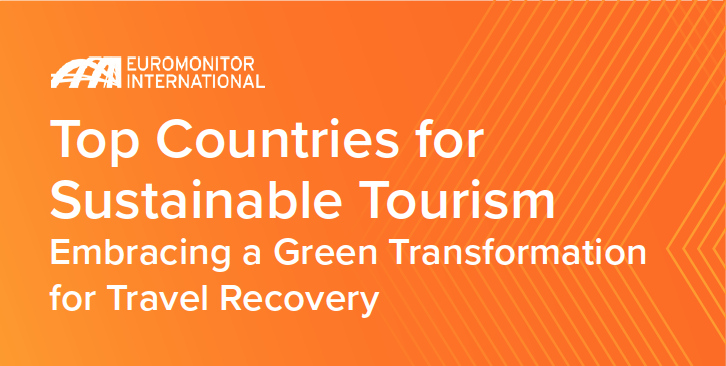 EUROMONITOR
INTERNATIONAL
Top Countries for
Sustainable Tourism
Embracing a Green Transformation
for Travel Recovery